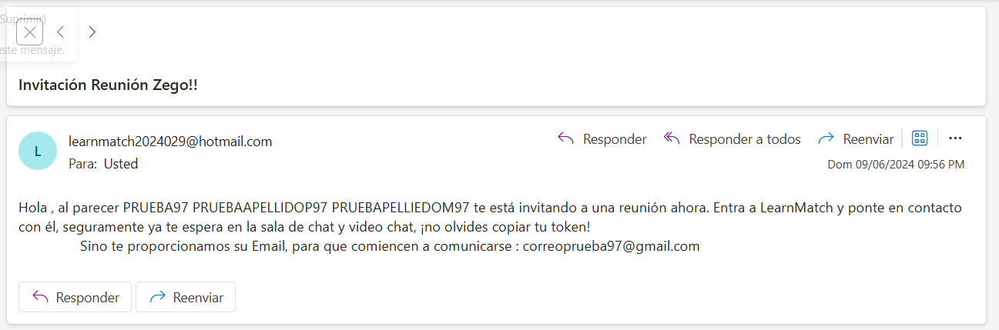 Suprimir)
este mensaje.
Invitación Reunión Zego!!
L
learnmatch2024029@hotmail.com
Responder
Responder a todos
Reenviar
Para: Usted
Dom 09/06/2024 09:56 PM
Hola , al parecer PRUEBA97 PRUEBAAPELLIDOP97 PRUEBAPELLIEDOM97 te está invitando a una reunión ahora. Entra a LearnMatch y ponte en contacto
con él, seguramente ya te espera en la sala de chat y video chat, ¡no olvides copiar tu token!
Sino te proporcionamos su Email, para que comiencen a comunicarse : correoprueba97@gmail.com
Responder
Reenviar